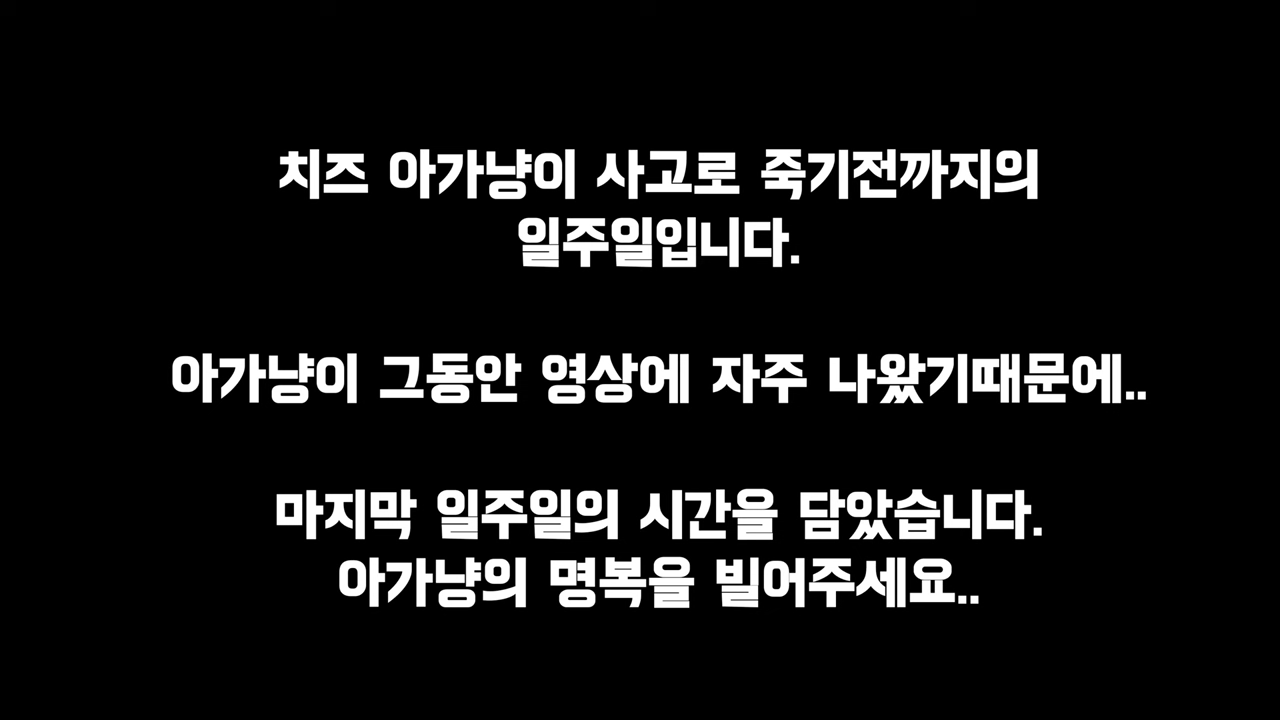 치즈 아가냥이 사고로 죽기전까지의
일주일입니다.
아가냥이 그동안 영상에 자주 나왔기때문에..
마지막 일주일의 시간을 담았습니다.
아가냥의 명복을 빌어주세요..